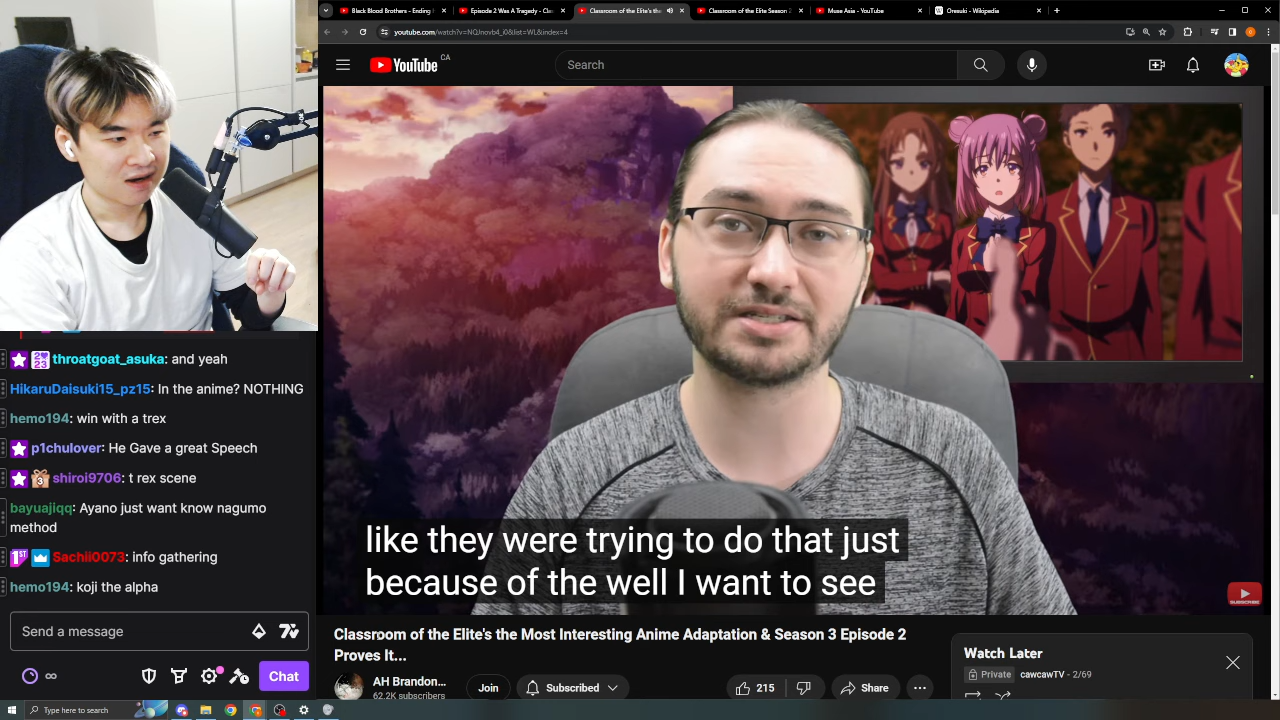 Black Blood Brothers - Ending
Episode 2 Was A Tragedy - Cla
Classroom of the Elite's the
Classroom of the Elite Season 2
Muse Asia - YouTube
Oresuki - Wikipedia
youtube.com/watch?v=NQJnovb4_i0&list=WL&index=4
YouTube CA
Search
throatgoat_asuka: and yeah
HikaruDaisuki15_pz15: In the anime? NOTHING
hemo194: win with a trex
p1chulover: He Gave a great Speech
shiroi9706: t rex scene
bayuajiqq: Ayano just want know nagumo
method
Sachli0073: info gathering
hemo194: koji the alpha
Send a message
Chat
like they were trying to do that just
because of the well I want to see
SUBSCRIBE
Classroom of the Elite's the Most Interesting Anime Adaptation & Season 3 Episode 2
Proves It...
AH Brandon...
62.2K subscribers
Join
Subscribed
215
Share
Watch Later
Private
cawcawTV - 2/69
Type here to search